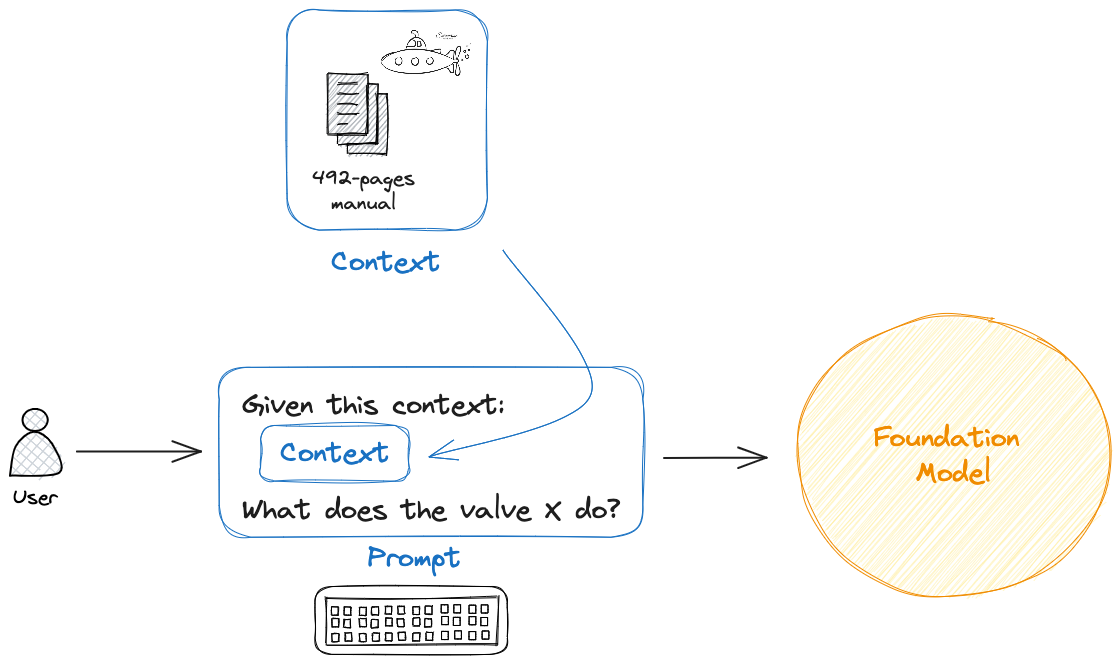 492-pages
manual
Context
Given this context:
Context
What does the valve X do?
Prompt
User
Foundation
Model